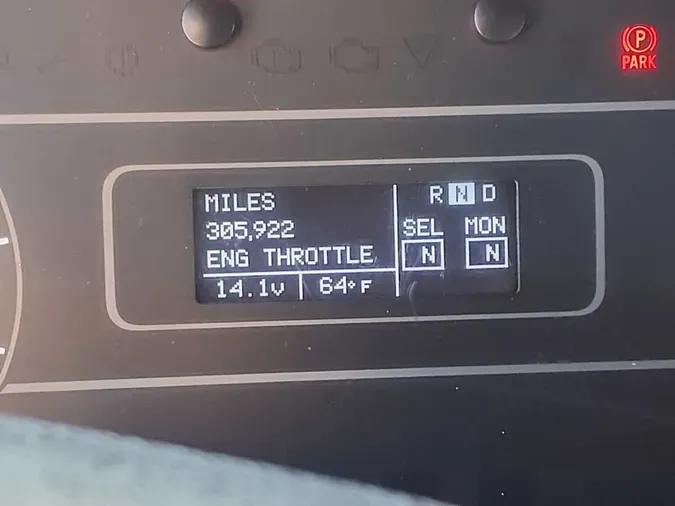 P
PARK
MILES
305,922
ENG THROTTLE
14.1v
64°F
R N D
SEL MON
N N